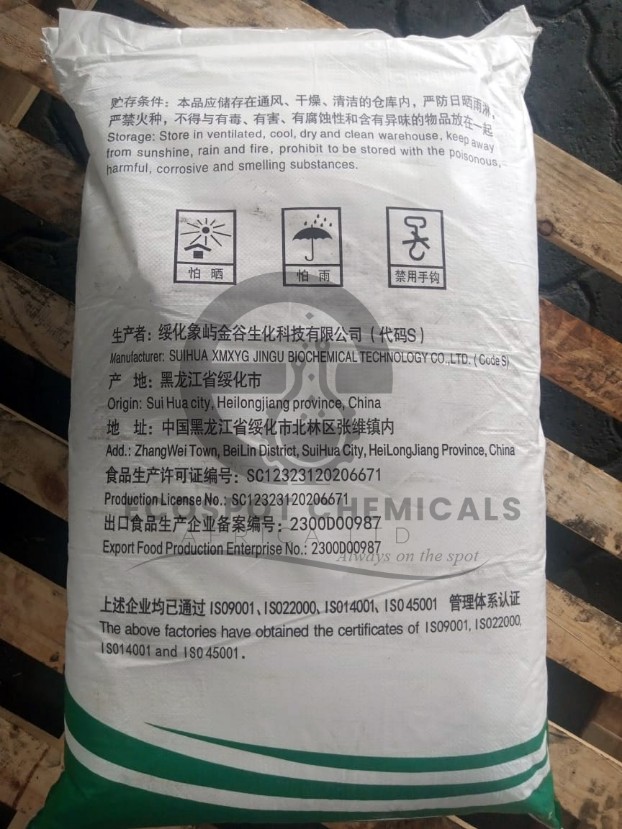 贮存条件：本品应储存在通风、干燥、清洁的仓库内，严防日晒雨淋，
严禁火种，不得与有毒、有害、有腐蚀性和含有异味的物品放在一起
Storage: Store in ventilated, cool, dry and clean warehouse, keep away
from sunshine, rain and fire, prohibit to be stored with the poisonous,
harmful, corrosive and smelling substances.
怕晒 怕雨 禁用手钩
生产者：绥化象屿金谷生化科技有限公司（代码S）
Manufacturer: SUIHUA XMXYG JINGU BIOCHEMICAL TECHNOLOGY CO.,LTD. ( Code S)
产 地：黑龙江省绥化市
Origin: Sui Hua city, Heilongjiang province, China
地 址：中国黑龙江省绥化市北林区张维镇内
Add.: ZhangWei Town, BeiLin District, SuiHua City, HeiLongJiang Province, China
食品生产许可证编号：SC12323120206671
Production License No.: SC12323120206671
ECOSPOT CHEMICALS
出口食品生产企业备案编号：2300D00987
AFRICA LTD
Export Food Production Enterprise No.: 2300D00987
Always on the spot
上述企业均已通过 ISO9001、ISO22000、ISO14001、ISO 45001 管理体系认证
The above factories have obtained the certificates of ISO9001, ISO22000,
ISO14001 and ISO 45001.